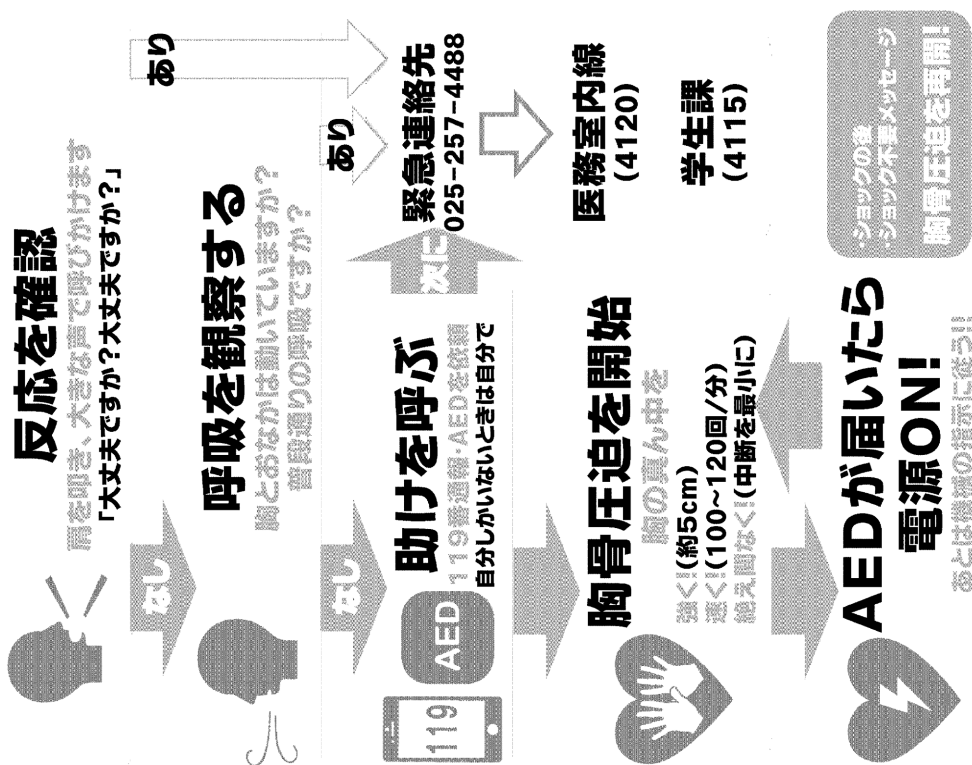 反応を確認
肩を叩き、大きな声で呼びかけます
「大丈夫ですか?大丈夫ですか?」
なし
あり
呼吸を観察する
胸とおなかは動いていますか?
普段通りの呼吸ですか?
なし
あり
119
AED
助けを呼ぶ
119番通報・AEDを依頼
自分しかいないときは自分で
次に
緊急連絡先
025-257-4488
医務室内線
(4120)
学生課
(4115)
胸骨圧迫を開始
胸の真ん中を
強く!!(約5cm)
速く!!(100~120回/分)
絶え間なく!!(中断を最小に)
AEDが届いたら
電源ON!
あとは機械の指示に従う!!
・ショックの後
・ショック不要メッセージ
胸骨圧迫を再開!